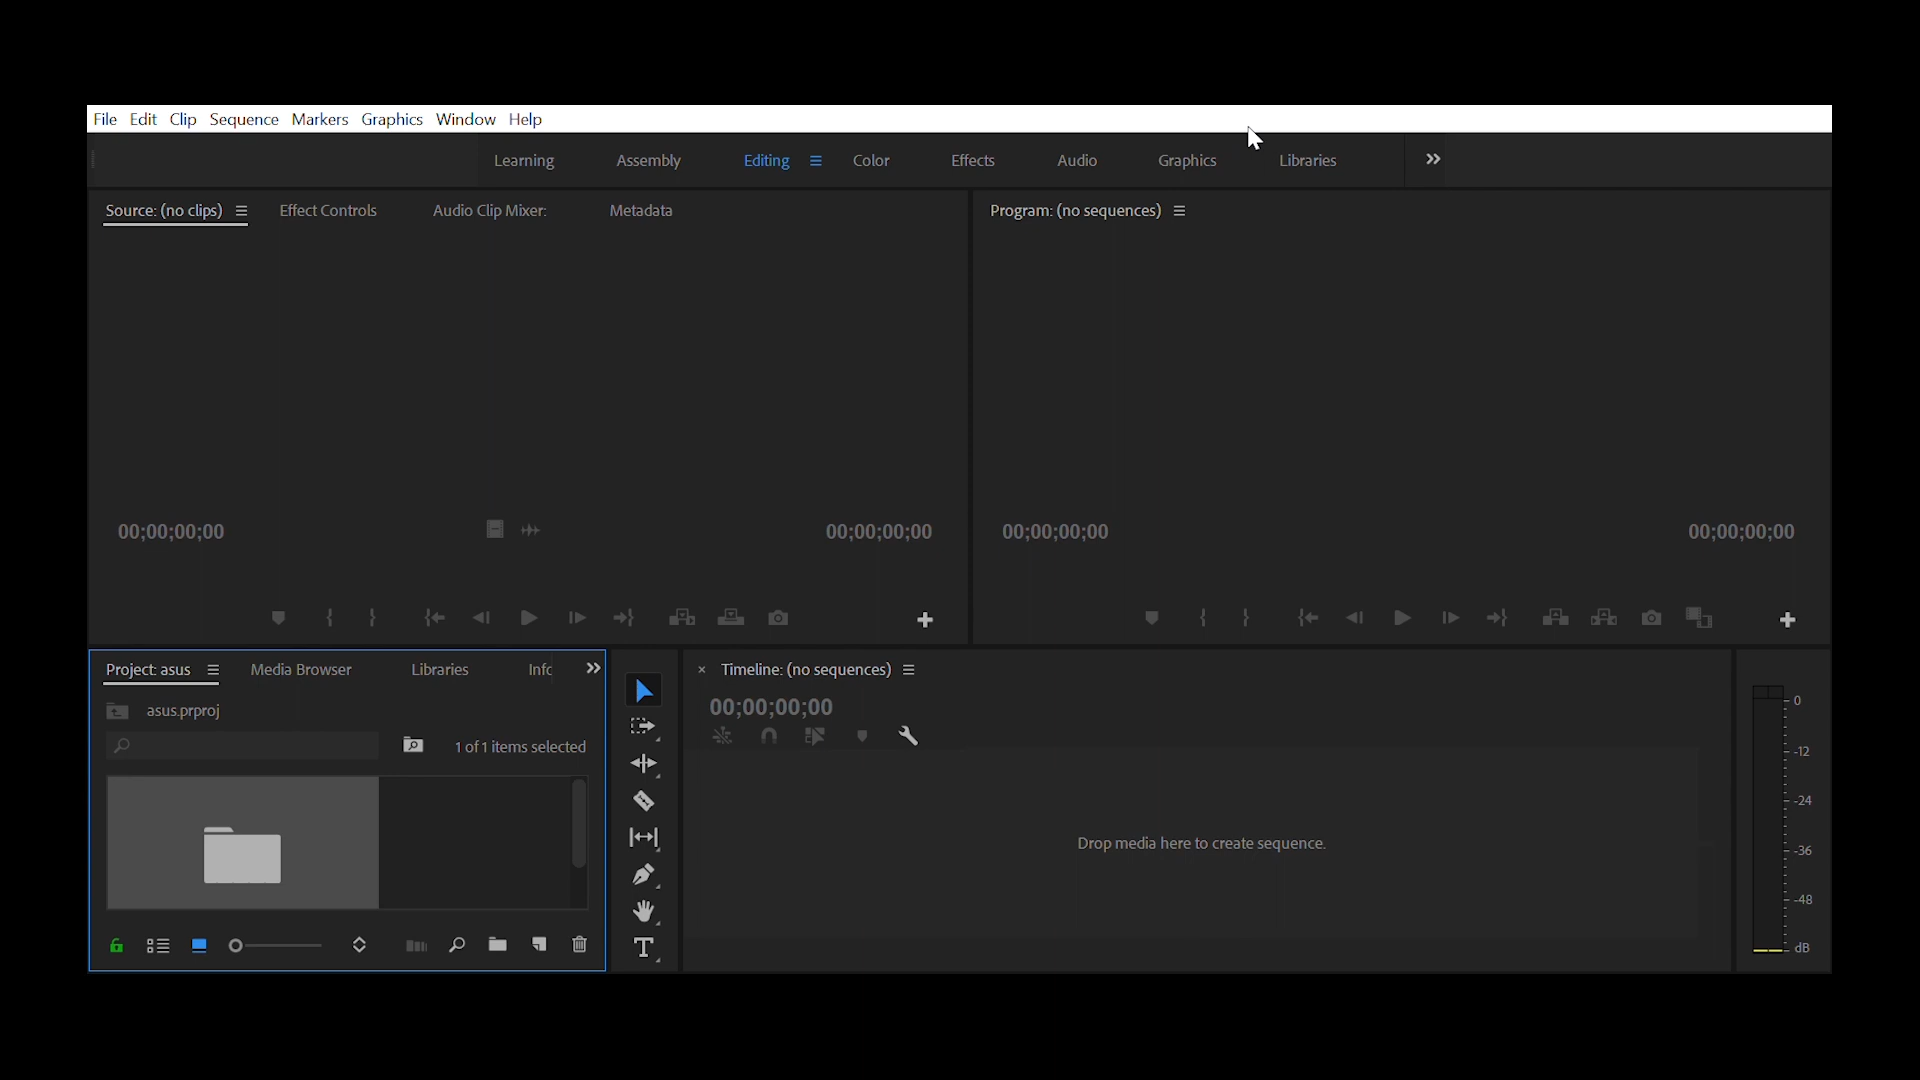 File Edit Clip Sequence Markers Graphics Window Help
Learning Assembly Editing Color Effects Audio Graphics Libraries
Source: (no clips) Effect Controls Audio Clip Mixer: Metadata
Program: (no sequences)
00;00;00;00 00;00;00;00
00;00;00;00 00;00;00;00
Project: asus Media Browser Libraries Info
asus.prproj
1 of 1 items selected
Timeline: (no sequences)
00;00;00;00
Drop media here to create sequence.
0
-12
-24
-36
-48
dB